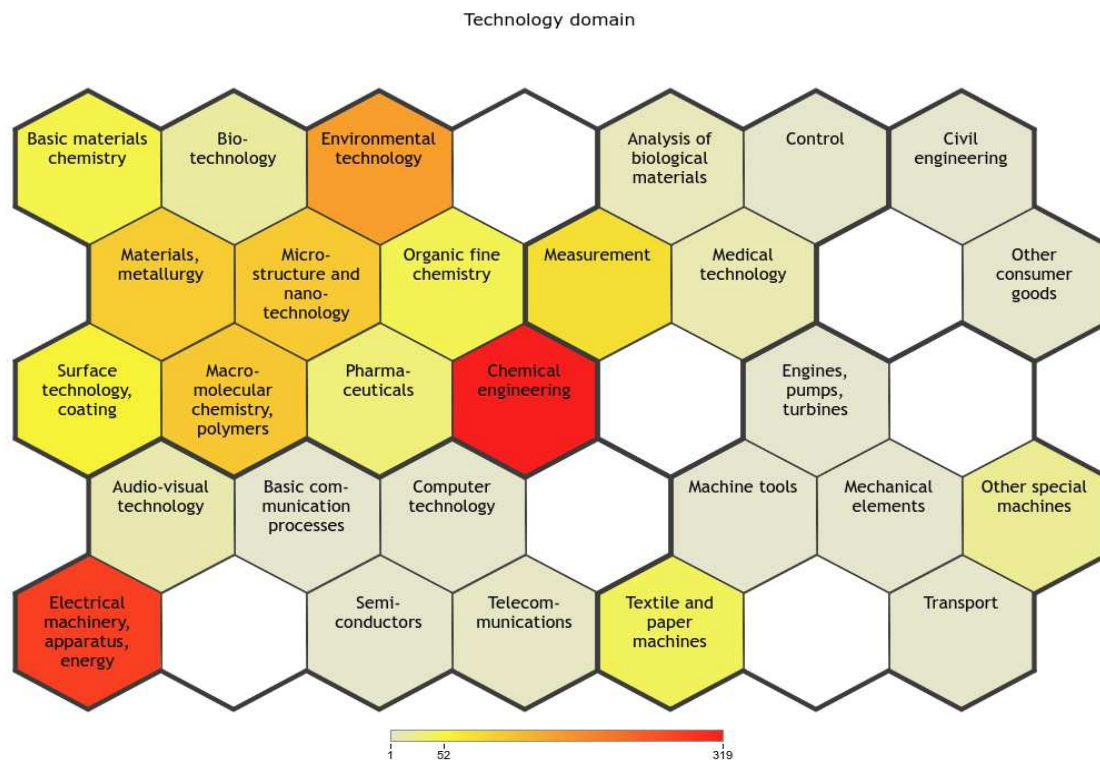 Technology domain
Basic materials
chemistry
Bio-
technology
Environmental
technology
Analysis of
biological
materials
Control
Civil
engineering
Materials,
metallurgy
Micro-
structure and
nano-
technology
Organic fine
chemistry
Measurement
Medical
technology
Other
consumer
goods
Surface
technology,
coating
Macro-
molecular
chemistry,
polymers
Pharma-
ceuticals
Chemical
engineering
Engines,
pumps,
turbines
Audio-visual
technology
Basic com-
munication
processes
Computer
technology
Machine tools
Mechanical
elements
Other special
machines
Electrical
machinery,
apparatus,
energy
Semi-
conductors
Telecom-
munications
Textile and
paper
machines
Transport
1 52 319